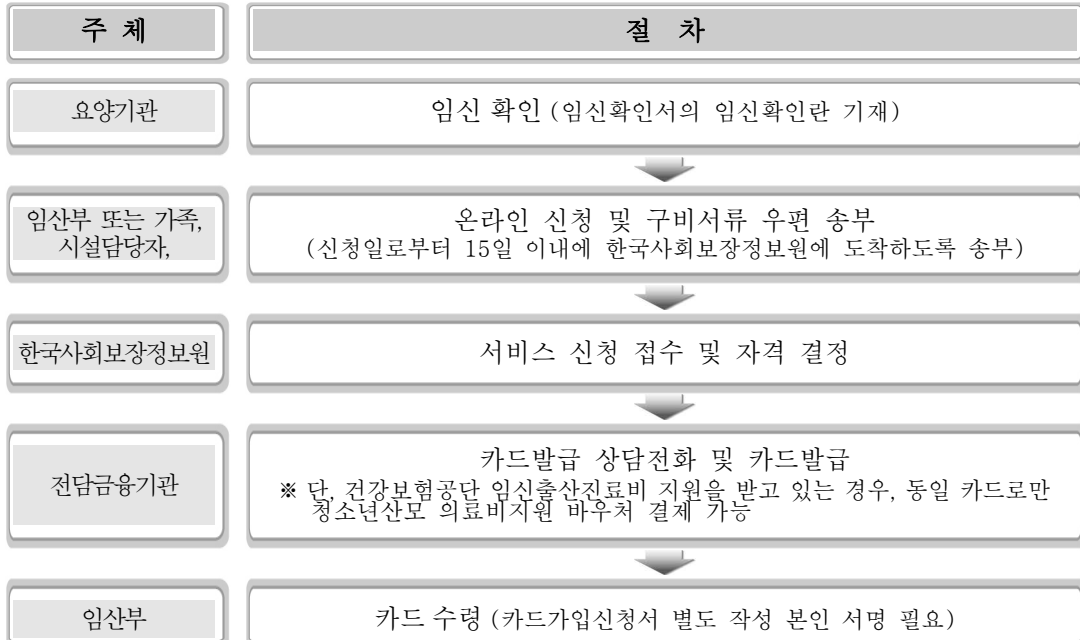 주 체
절 차
요양기관
임신 확인 (임신확인서의 임신확인란 기재)
임산부 또는 가족,
시설담당자,
온라인 신청 및 구비서류 우편 송부
(신청일로부터 15일 이내에 한국사회보장정보원에 도착하도록 송부)
한국사회보장정보원
서비스 신청 접수 및 자격 결정
전담금융기관
카드발급 상담전화 및 카드발급
※ 단, 건강보험공단 임신출산진료비 지원을 받고 있는 경우, 동일 카드로만
청소년산모 의료비지원 바우처 결제 가능
임산부
카드 수령 (카드가입신청서 별도 작성 본인 서명 필요)